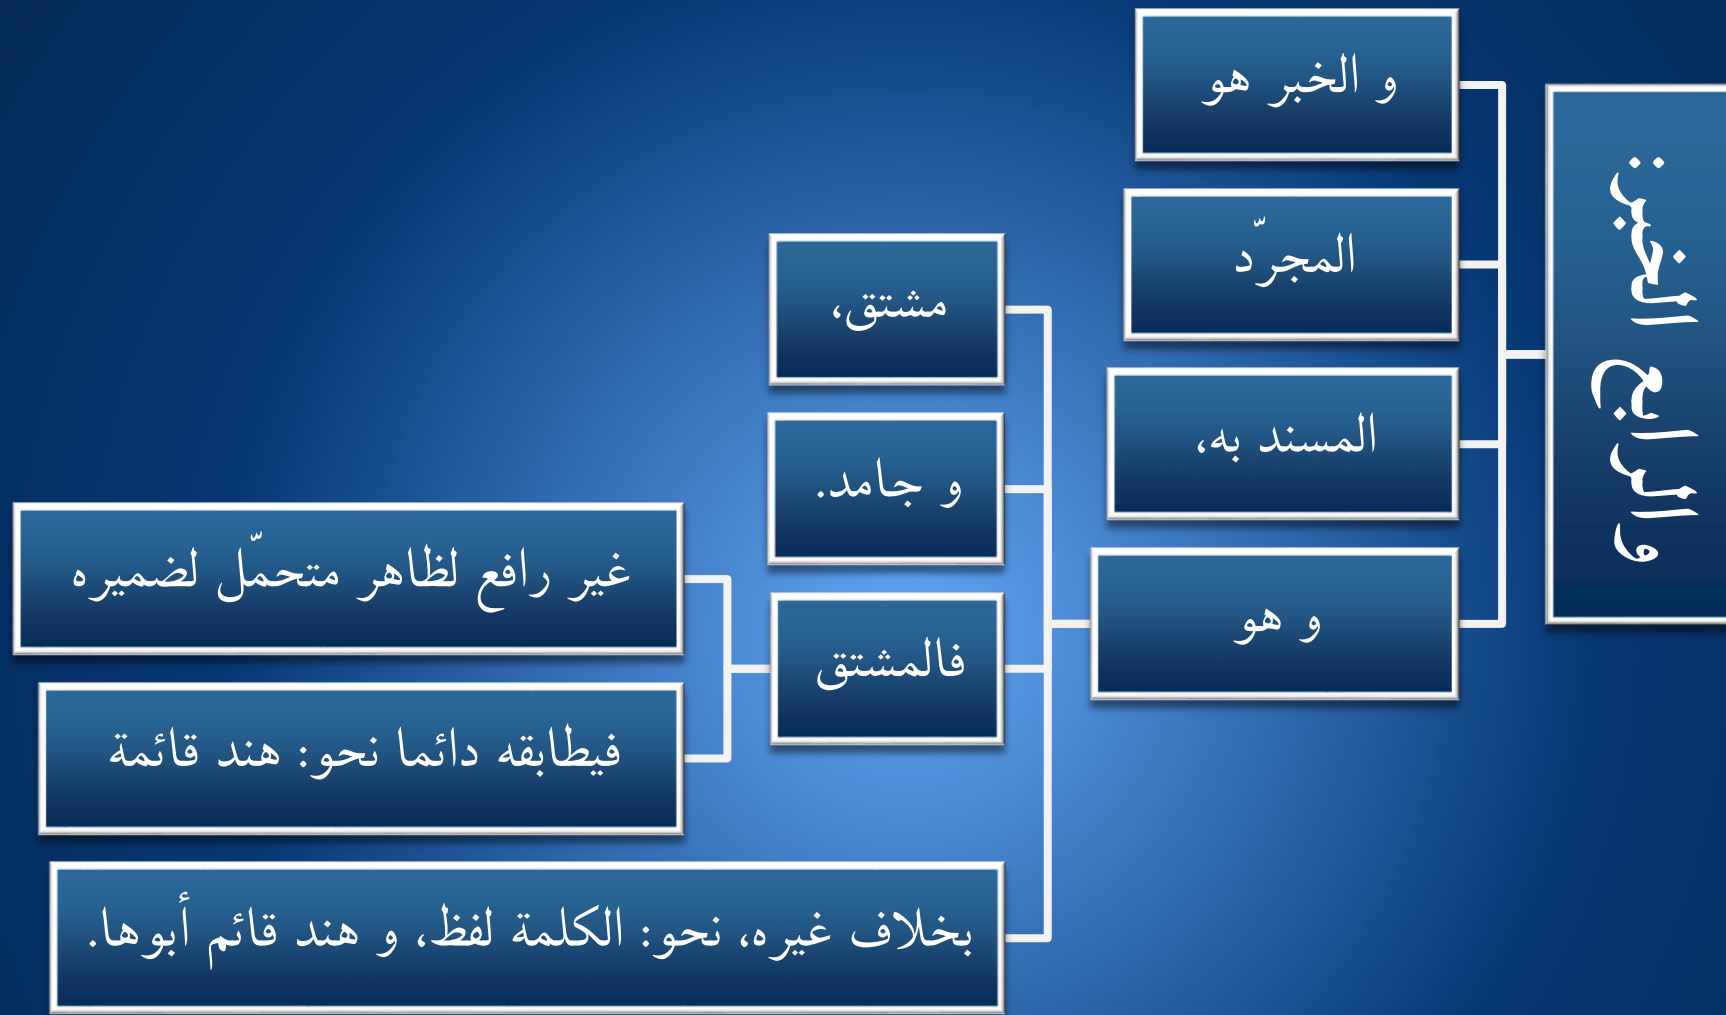 والرابع الخبر:
و الخبر هو
المجرّد
المسند به،
و هو
مشتق،
و جامد.
فالمشتق
غير رافع لظاهر متحمّل لضميره
فيطابقه دائما نحو: هند قائمة
بخلاف غيره، نحو: الكلمة لفظ، و هند قائم أبوها.